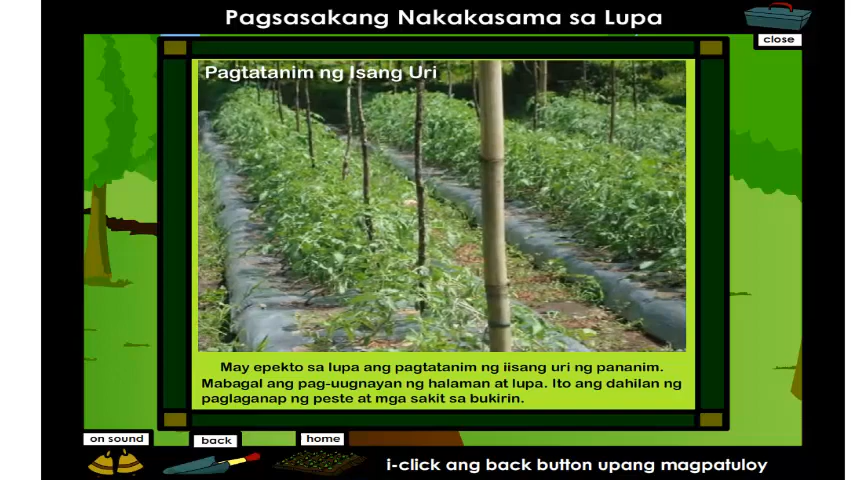 Pagsasakang Nakakasama sa Lupa
close
Pagtatanim ng Isang Uri
May epekto sa lupa ang pagtatanim ng iisang uri ng pananim.
Mabagal ang pag-uugnayan ng halaman at lupa. Ito ang dahilan ng
paglaganap ng peste at mga sakit sa bukirin.
on sound
back
home
i-click ang back button upang magpatuloy